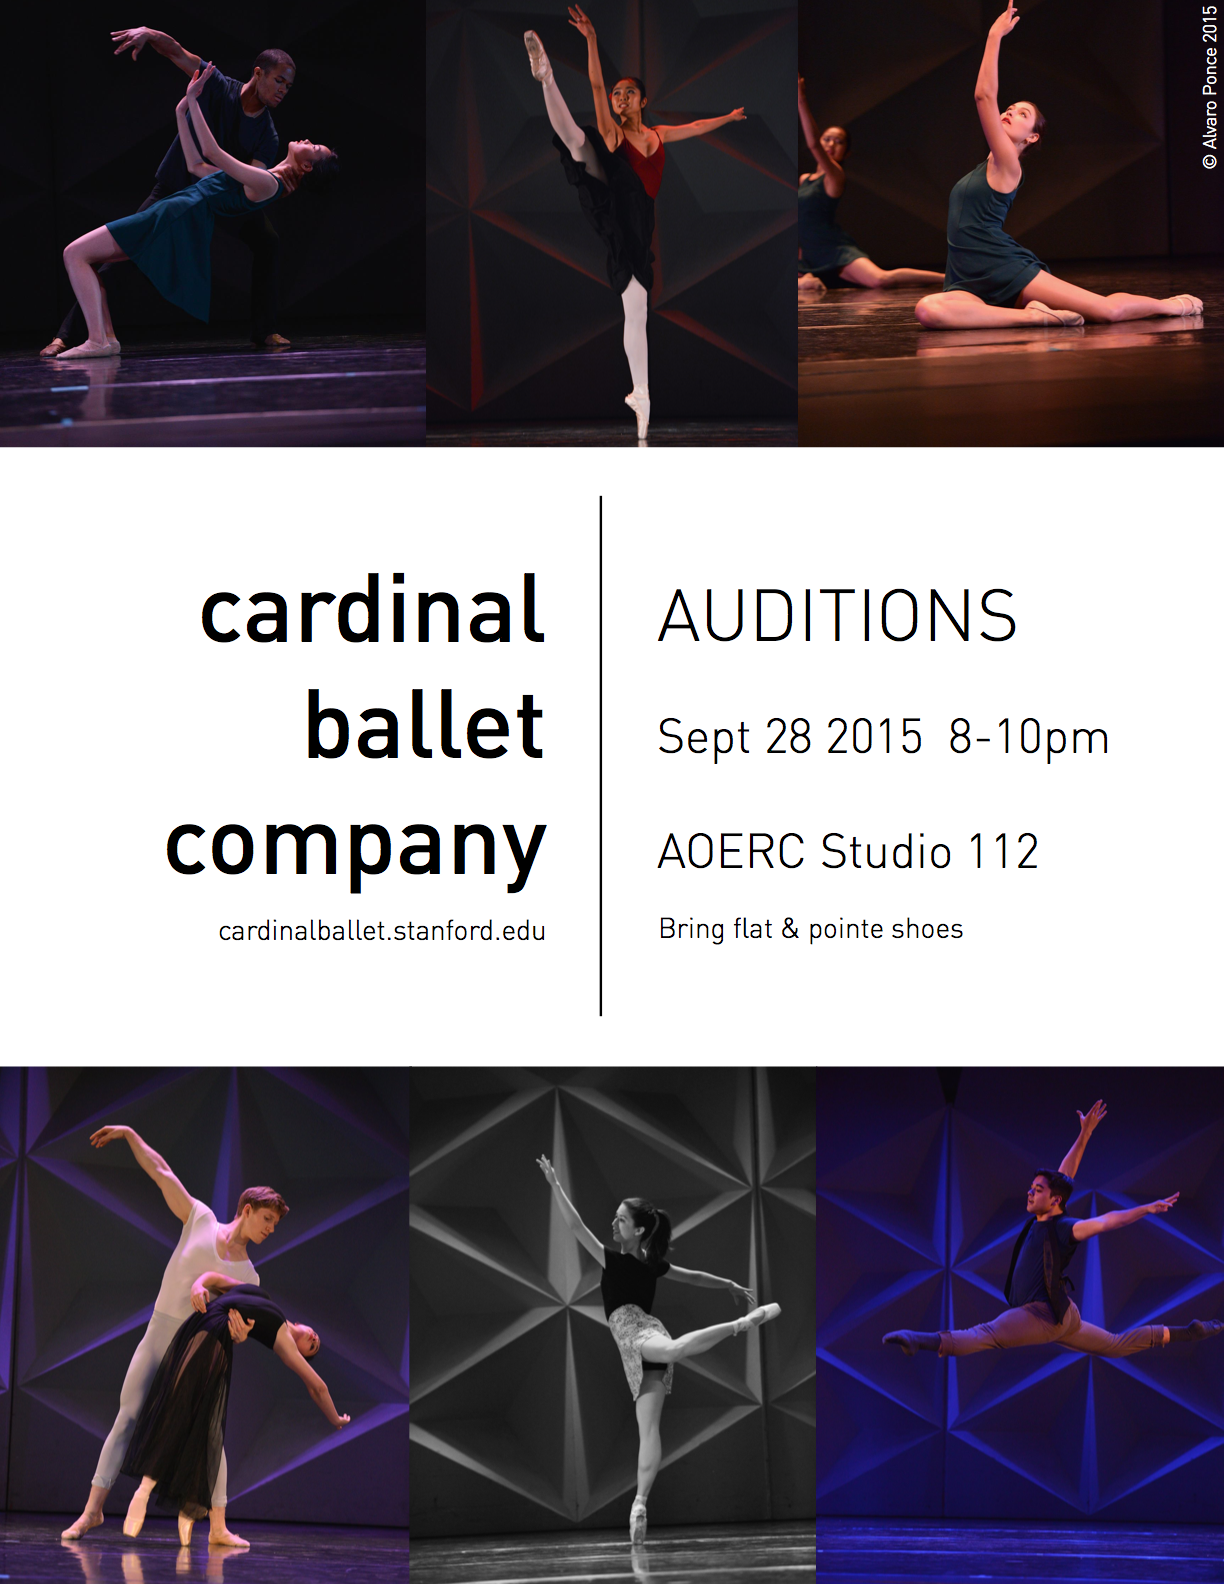 © Alvaro Ponce 2015
cardinal
ballet
company
cardinalballet.stanford.edu
AUDITIONS
Sept 28 2015 8-10pm
AOERC Studio 112
Bring flat & pointe shoes